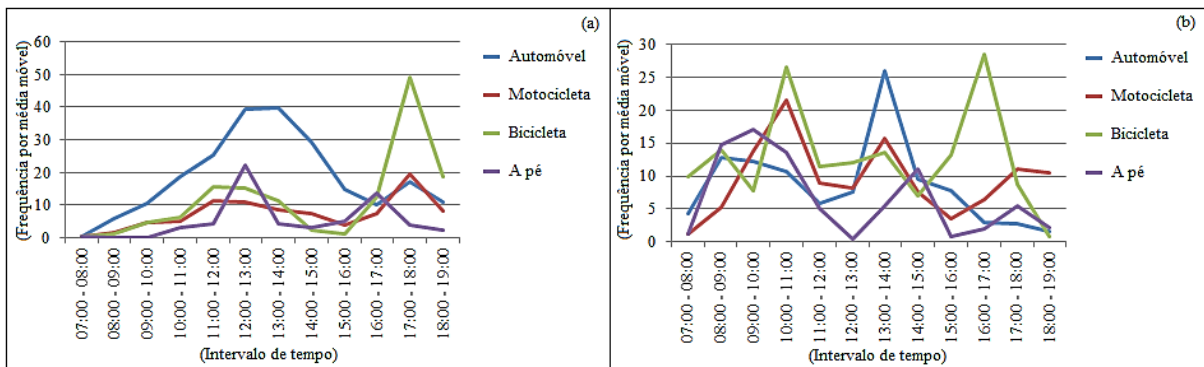 (a)
(Frequência por média móvel)
60
50
40
30
20
10
0
07:00 - 08:00
08:00 - 09:00
09:00 - 10:00
10:00 - 11:00
11:00 - 12:00
12:00 - 13:00
13:00 - 14:00
14:00 - 15:00
15:00 - 16:00
16:00 - 17:00
17:00 - 18:00
18:00 - 19:00
(Intervalo de tempo)
Automóvel
Motocicleta
Bicicleta
A pé
(b)
(Frequência por média móvel)
30
25
20
15
10
5
0
07:00 - 08:00
08:00 - 09:00
09:00 - 10:00
10:00 - 11:00
11:00 - 12:00
12:00 - 13:00
13:00 - 14:00
14:00 - 15:00
15:00 - 16:00
16:00 - 17:00
17:00 - 18:00
18:00 - 19:00
(Intervalo de tempo)
Automóvel
Motocicleta
Bicicleta
A pé